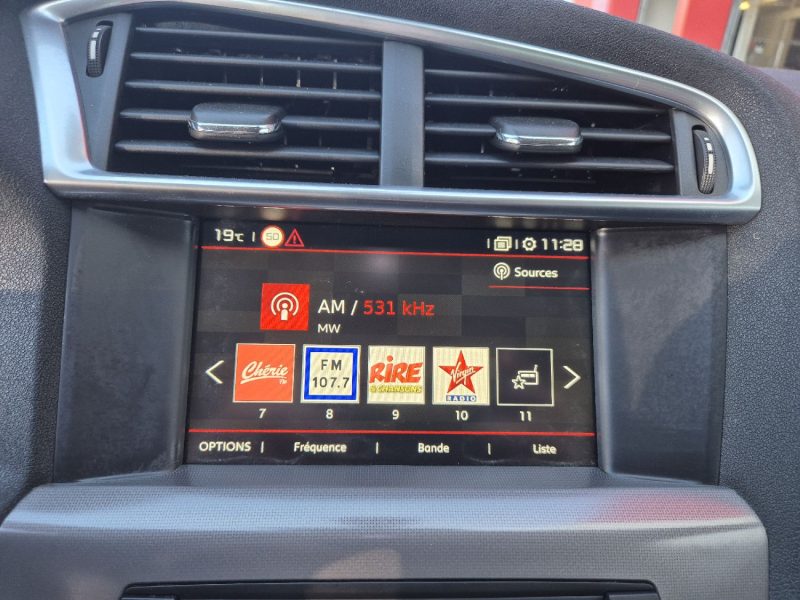 19°C | 50 11:28
Sources
AM / 531 kHz
MW
Chérie FM
FM
107.7
RIRE
& CHANSONS
Virgin
RADIO
7 8 9 10 11
OPTIONS | Fréquence | Bande | Liste